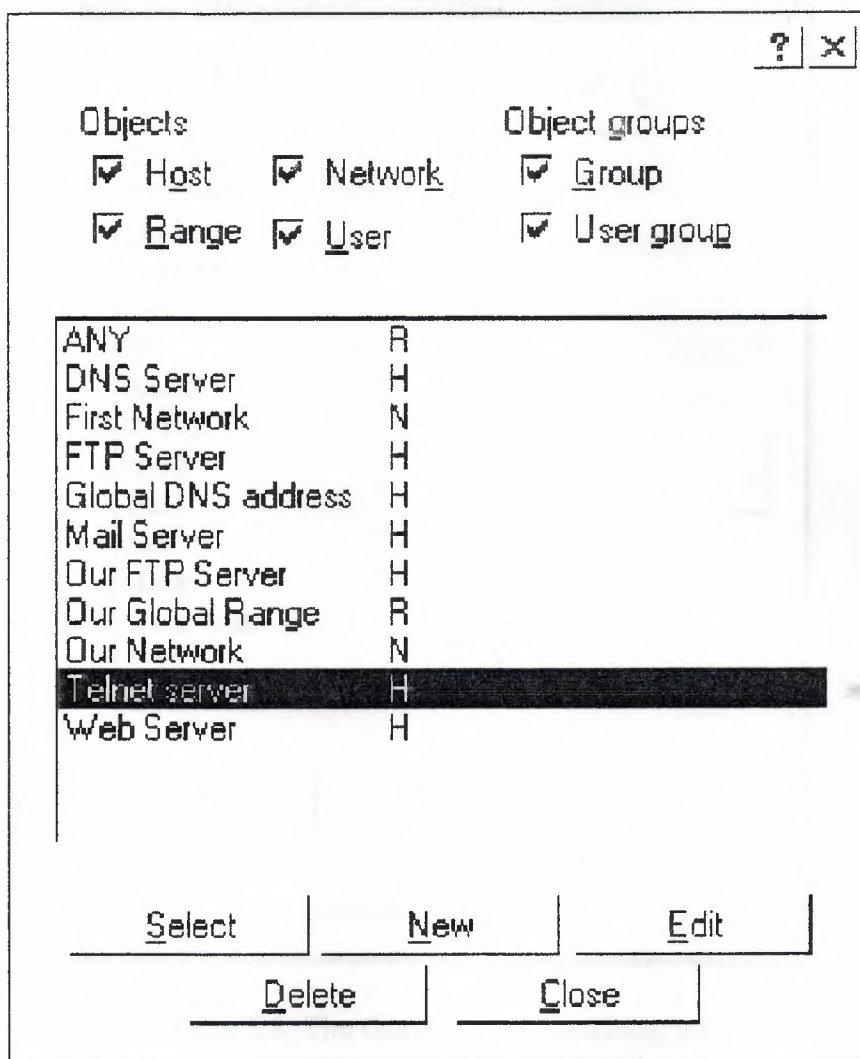 ? ×
Objects Object groups
Host Network Group
Range User User group
ANY R
DNS Server H
First Network N
FTP Server H
Global DNS address H
Mail Server H
Our FTP Server H
Our Global Range R
Our Network N
Telnet server H
Web Server H
Select New Edit
Delete Close